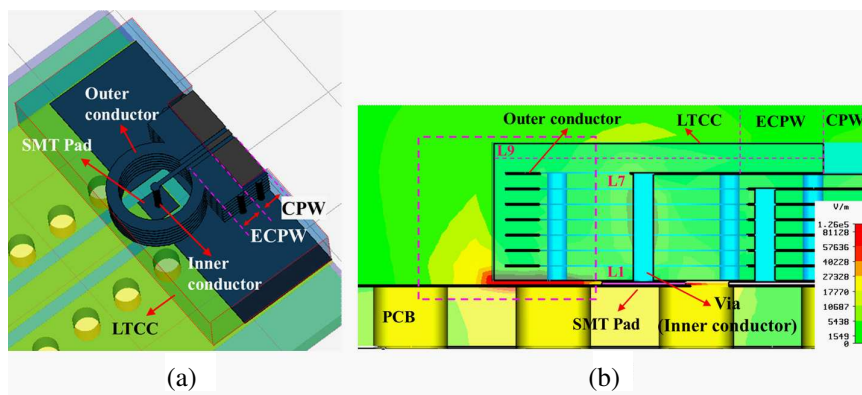 Outer
conductor
SMT Pad
CPW
ECPW
Inner
conductor
LTCC
(a)
Outer conductor
LTCC
ECPW
CPW
L9
L7
L1
PCB
SMT Pad
Via
(Inner conductor)
V/m
1.26e5
81128
57636
40228
27328
17770
10687
5438
1549
0
(b)